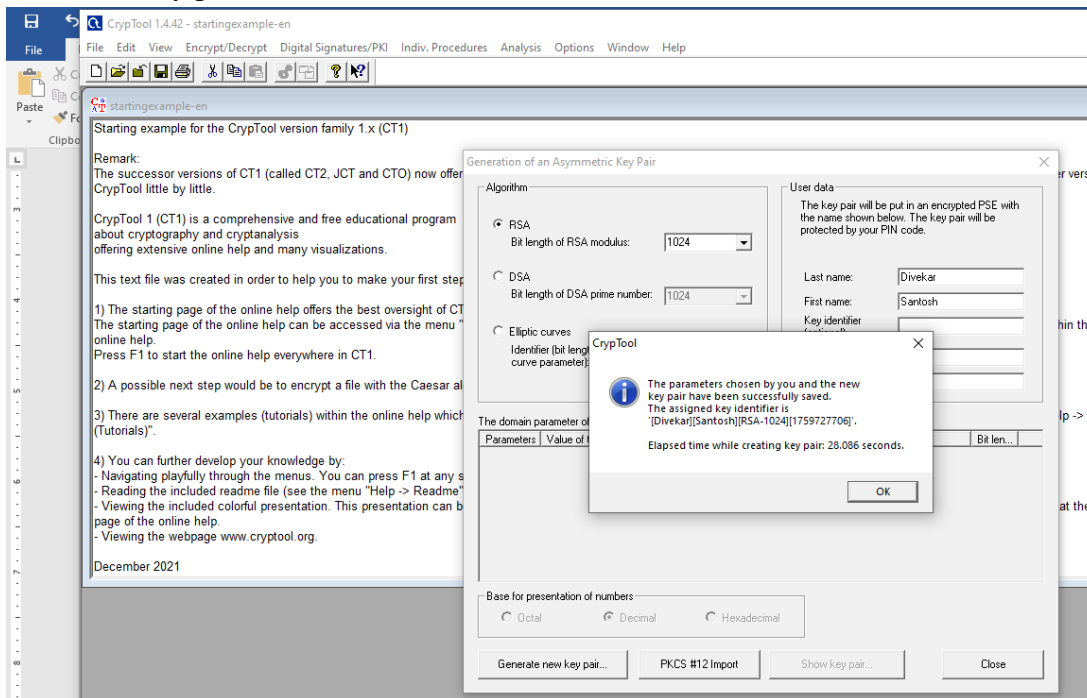 CrypTool 1.4.42 - startingexample-en
File
File Edit View Encrypt/Decrypt Digital Signatures/PKI Indiv. Procedures Analysis Options Window Help
Paste
Clipbo
startingexample-en
Starting example for the CrypTool version family 1.x (CT1)
Remark:
The successor versions of CT1 (called CT2, JCT and CTO) now offer
CrypTool little by little.
CrypTool 1 (CT1) is a comprehensive and free educational program
about cryptography and cryptanalysis
offering extensive online help and many visualizations.
This text file was created in order to help you to make your first step
1) The starting page of the online help offers the best oversight of CT
The starting page of the online help can be accessed via the menu "
online help.
Press F1 to start the online help everywhere in CT1.
2) A possible next step would be to encrypt a file with the Caesar al
3) There are several examples (tutorials) within the online help which
(Tutorials)".
4) You can further develop your knowledge by:
- Navigating playfully through the menus. You can press F1 at any s
- Reading the included readme file (see the menu "Help -> Readme"
- Viewing the included colorful presentation. This presentation can b
page of the online help.
- Viewing the webpage www.cryptool.org.
December 2021
er vers
hin th
lp ->
at the
Generation of an Asymmetric Key Pair
Algorithm
RSA
Bit length of RSA modulus: 1024
DSA
Bit length of DSA prime number: 1024
Elliptic curves
Identifier (bit lengt
curve parameter):
User data
The key pair will be put in an encrypted PSE with
the name shown below. The key pair will be
protected by your PIN code.
Last name: Divekar
First name: Santosh
Key identifier
CrypTool
The parameters chosen by you and the new
key pair have been successfully saved.
The assigned key identifier is
'[Divekar][Santosh][RSA-1024][1759727706]'.
Elapsed time while creating key pair: 28.086 seconds.
OK
The domain parameter of
Parameters Value of t Bit len...
Base for presentation of numbers
Octal Decimal Hexadecimal
Generate new key pair... PKCS #12 Import Show key pair... Close